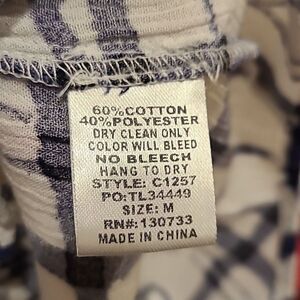 60%COTTON
40%POLYESTER
DRY CLEAN ONLY
COLOR WILL BLEED
NO BLEECH
HANG TO DRY
STYLE: C1257
PO:TL34449
SIZE: M
RN#:130733
MADE IN CHINA